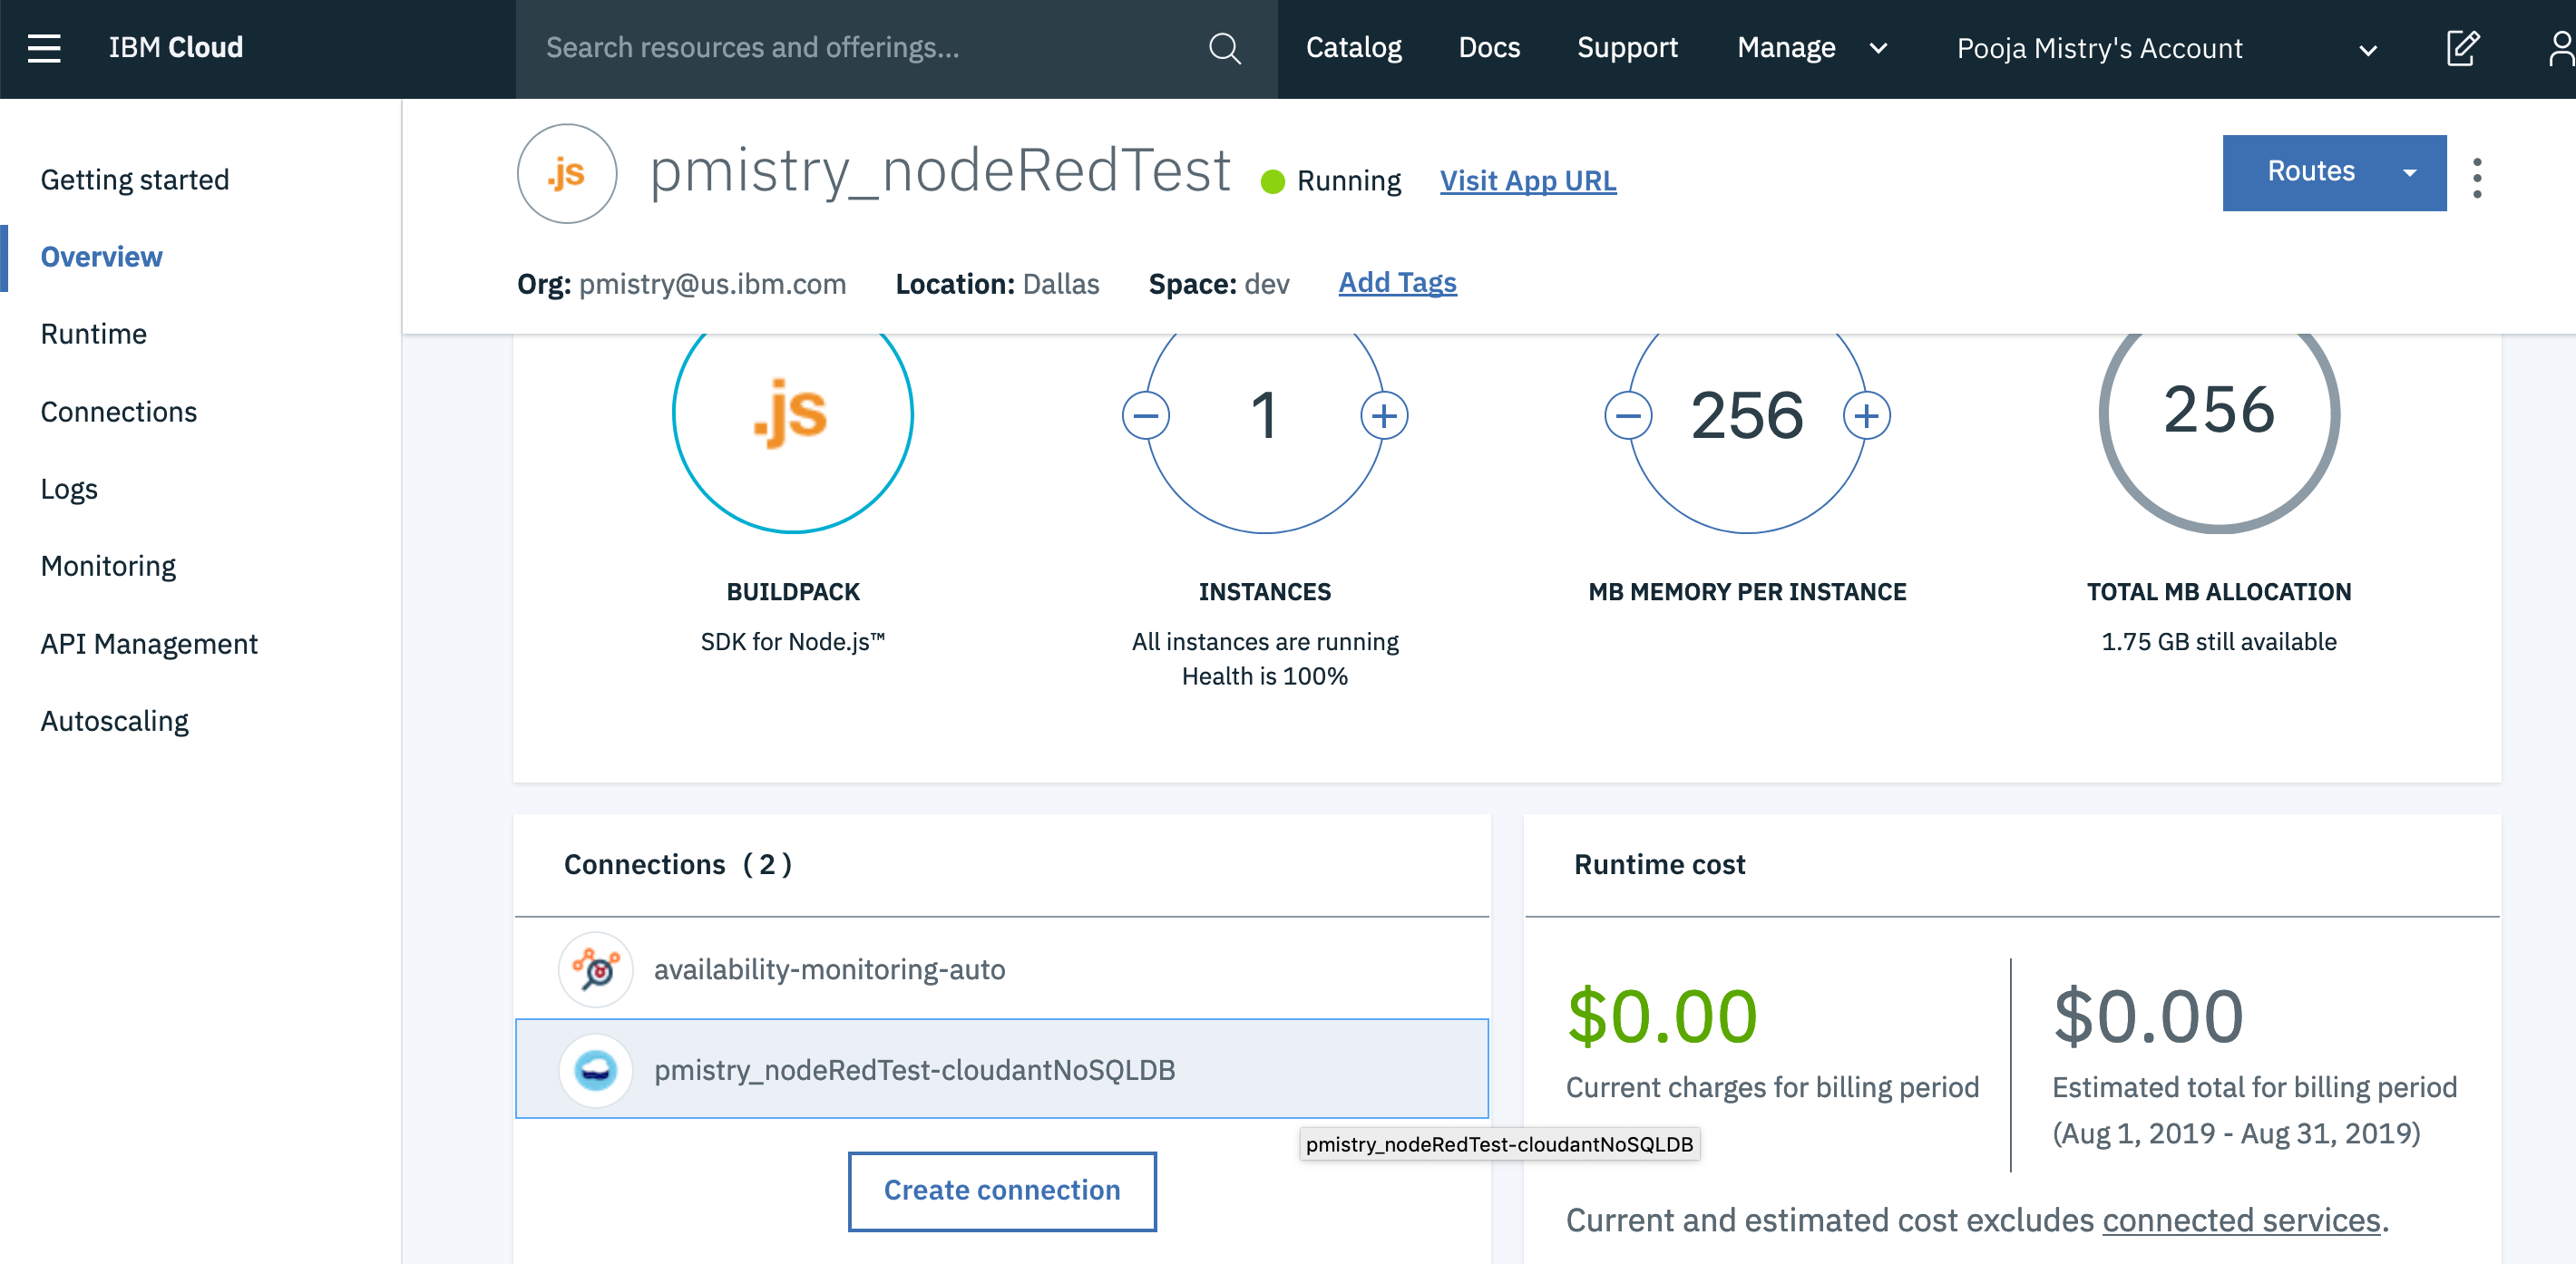 IBM Cloud
Search resources and offerings...
Catalog
Docs
Support
Manage
Pooja Mistry's Account
Getting started
Overview
Runtime
Connections
Logs
Monitoring
API Management
Autoscaling
.js
pmistry_nodeRedTest
Running
Visit App URL
Routes
Org: pmistry@us.ibm.com
Location: Dallas
Space: dev
Add Tags
.js
BUILDPACK
SDK for Node.js™
1
INSTANCES
All instances are running
Health is 100%
256
MB MEMORY PER INSTANCE
256
TOTAL MB ALLOCATION
1.75 GB still available
Connections (2)
availability-monitoring-auto
pmistry_nodeRedTest-cloudantNoSQLDB
pmistry_nodeRedTest-cloudantNoSQLDB
Create connection
Runtime cost
$0.00
Current charges for billing period
$0.00
Estimated total for billing period
(Aug 1, 2019 - Aug 31, 2019)
Current and estimated cost excludes connected services.